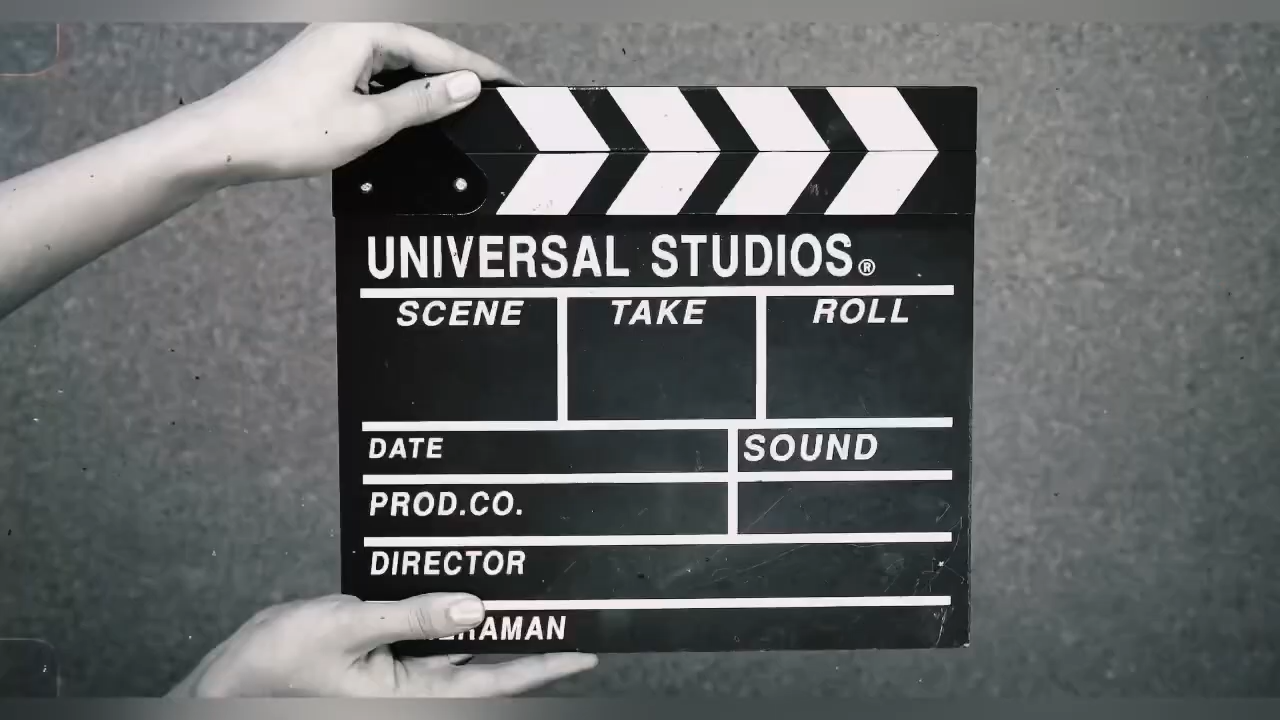 UNIVERSAL STUDIOS®
SCENE TAKE ROLL
DATE SOUND
PROD.CO.
DIRECTOR